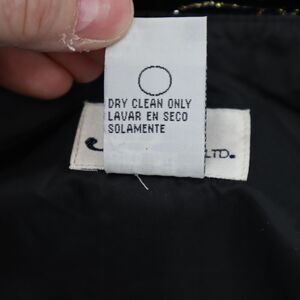 DRY CLEAN ONLY
LAVAR EN SECO
SOLAMENTE
LTD.